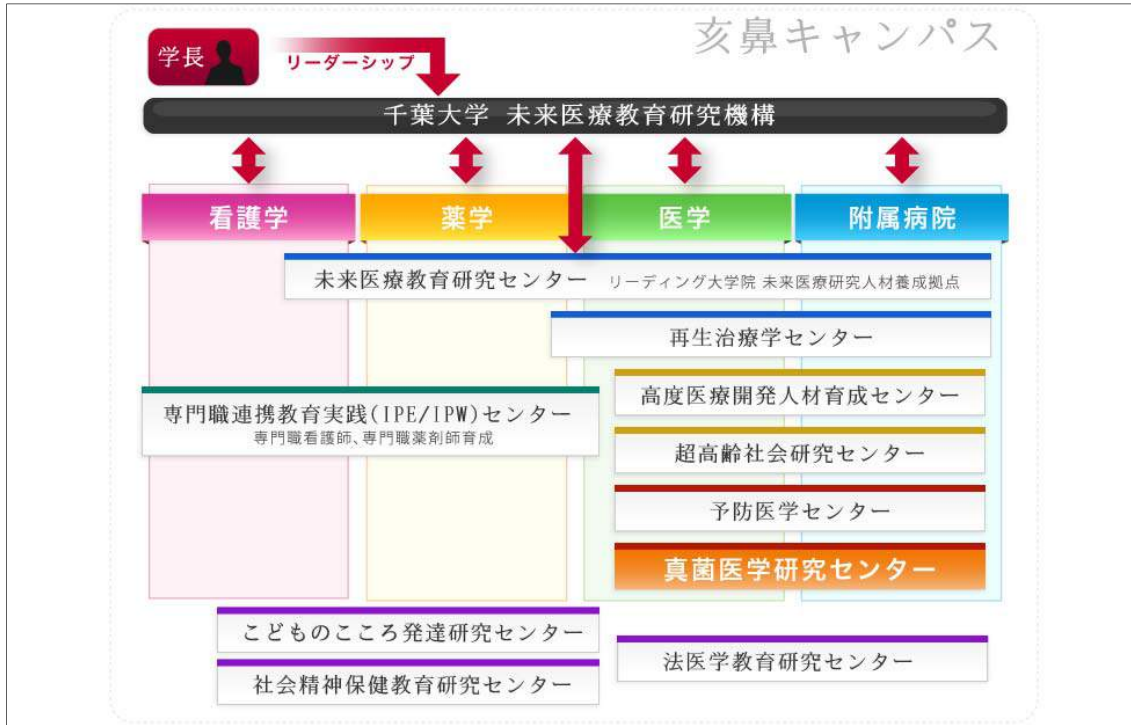 亥鼻キャンパス
学長
リーダーシップ
千葉大学 未来医療教育研究機構
看護学
薬学
医学
附属病院
未来医療教育研究センター リーディング大学院 未来医療研究人材養成拠点
再生治療学センター
高度医療開発人材育成センター
専門職連携教育実践(IPE/IPW)センター
専門職看護師、専門職薬剤師育成
超高齢社会研究センター
予防医学センター
真菌医学研究センター
こどものこころ発達研究センター
法医学教育研究センター
社会精神保健教育研究センター